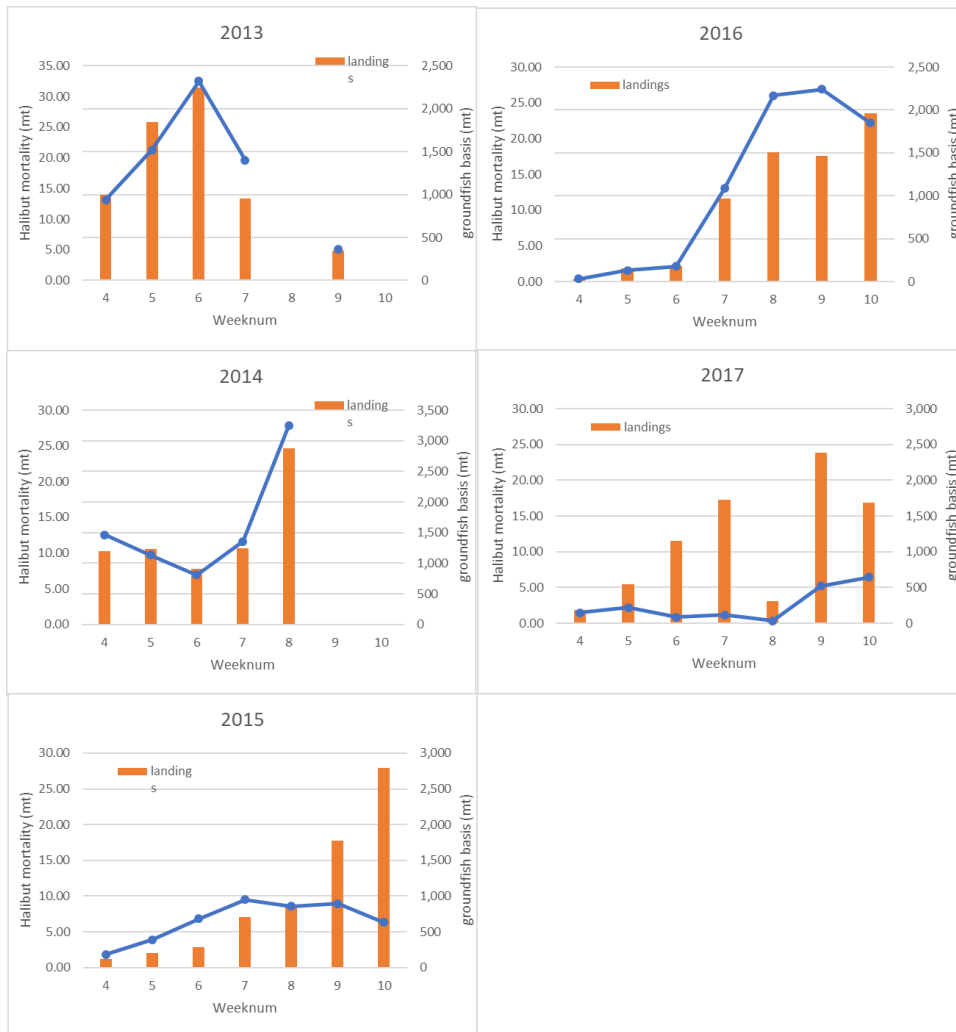 2013
landing
s
35.00
30.00
25.00
20.00
15.00
10.00
5.00
0.00
Halibut mortality (mt)
2,500
2,000
1,500
1,000
500
0
groundfish basis (mt)
4 5 6 7 8 9 10
Weeknum
2016
landings
30.00
25.00
20.00
15.00
10.00
5.00
0.00
Halibut mortality (mt)
2,500
2,000
1,500
1,000
500
0
groundfish basis (mt)
4 5 6 7 8 9 10
Weeknum
2014
landing
s
30.00
25.00
20.00
15.00
10.00
5.00
0.00
Halibut mortality (mt)
3,500
3,000
2,500
2,000
1,500
1,000
500
0
groundfish basis (mt)
4 5 6 7 8 9 10
Weeknum
2017
landings
30.00
25.00
20.00
15.00
10.00
5.00
0.00
Halibut mortality (mt)
3,000
2,500
2,000
1,500
1,000
500
0
groundfish basis (mt)
4 5 6 7 8 9 10
Weeknum
2015
landing
s
30.00
25.00
20.00
15.00
10.00
5.00
0.00
Halibut mortality (mt)
3,000
2,500
2,000
1,500
1,000
500
0
groundfish basis (mt)
4 5 6 7 8 9 10
Weeknum